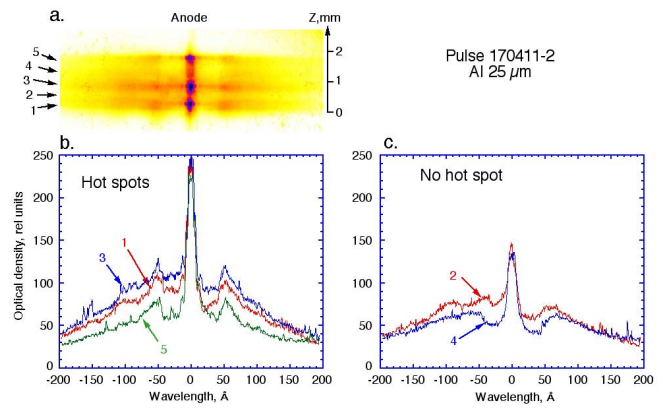 a.
Anode
Z,mm
5
4
3
2
1
2
1
0
Pulse 170411-2
Al 25 µm
b.
c.
Optical density, rel units
250
200
150
100
50
0
Hot spots
1
3
5
-200 -150 -100 -50 0 50 100 150 200
Wavelength, Å
250
200
150
100
50
0
No hot spot
2
4
-200 -150 -100 -50 0 50 100 150 200
Wavelength, Å